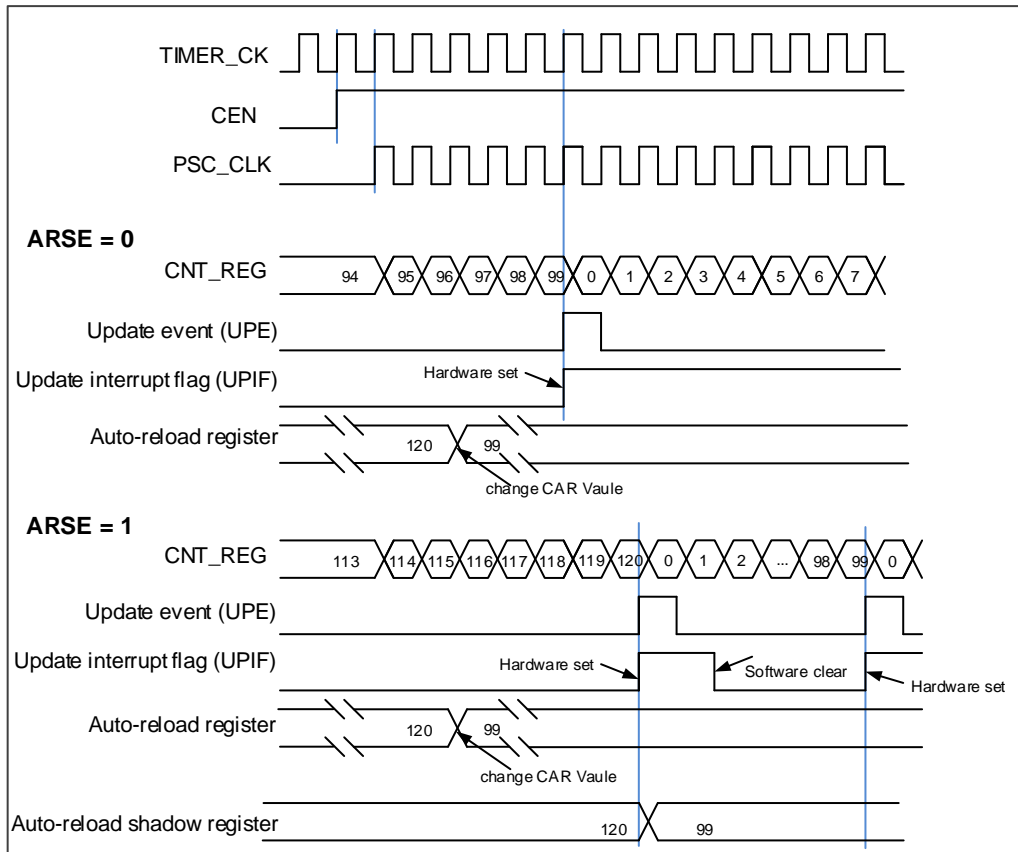 TIMER_CK
CEN
PSC_CLK
ARSE = 0
CNT_REG 94 95 96 97 98 99 0 1 2 3 4 5 6 7
Update event (UPE)
Update interrupt flag (UPIF) Hardware set
Auto-reload register 120 99
change CAR Vaule
ARSE = 1
CNT_REG 113 114 115 116 117 118 119 120 0 1 2 ... 98 99 0
Update event (UPE)
Update interrupt flag (UPIF) Hardware set Software clear Hardware set
Auto-reload register 120 99
change CAR Vaule
Auto-reload shadow register 120 99